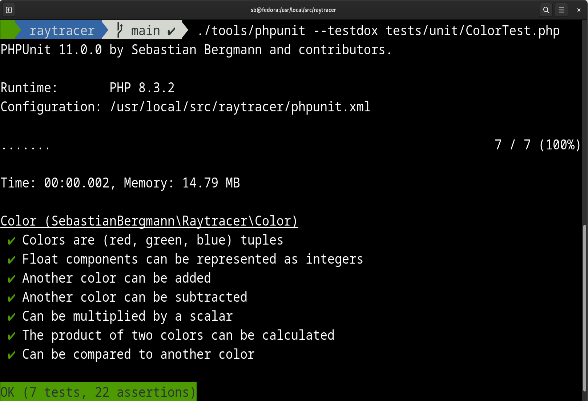 sb@fedora:/usr/local/src/raytracer
raytracer main ✔ ./tools/phpunit --testdox tests/unit/ColorTest.php
PHPUnit 11.0.0 by Sebastian Bergmann and contributors.
Runtime: PHP 8.3.2
Configuration: /usr/local/src/raytracer/phpunit.xml
....... 7 / 7 (100%)
Time: 00:00.002, Memory: 14.79 MB
Color (SebastianBergmann\Raytracer\Color)
✔ Colors are (red, green, blue) tuples
✔ Float components can be represented as integers
✔ Another color can be added
✔ Another color can be subtracted
✔ Can be multiplied by a scalar
✔ The product of two colors can be calculated
✔ Can be compared to another color
OK (7 tests, 22 assertions)